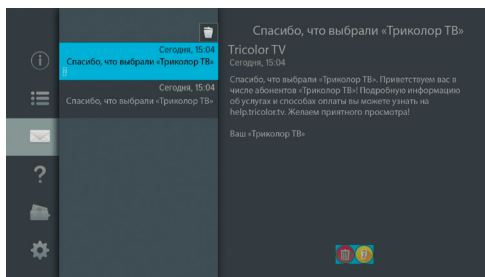 Сегодня, 15:04
Спасибо, что выбрали «Триколор ТВ»
Сегодня, 15:04
Спасибо, что выбрали «Триколор ТВ»
Спасибо, что выбрали «Триколор ТВ»
Tricolor TV
Сегодня, 15:04
Спасибо, что выбрали «Триколор ТВ». Приветствуем вас в
числе абонентов «Триколор ТВ»! Подробную информацию
об услугах и способах оплаты вы можете узнать на
help.tricolor.tv. Желаем приятного просмотра!
Ваш «Триколор ТВ»